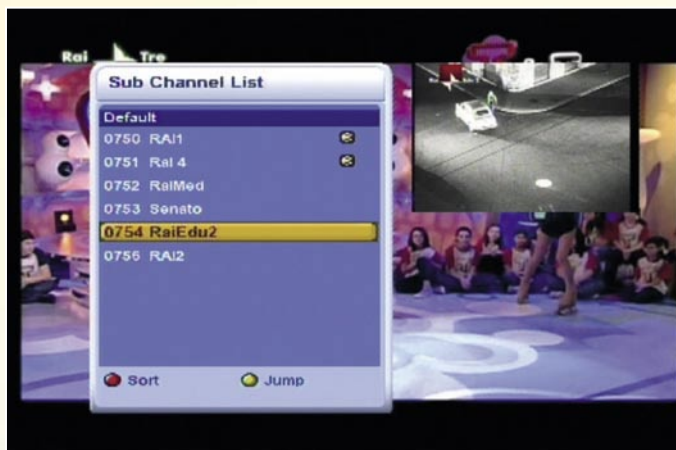 Rai Tre
Sub Channel List
Default
0750 RAI1
0751 Rai 4
0752 RaiMed
0753 Senato
0754 RaiEdu2
0756 RAI2
Sort
Jump